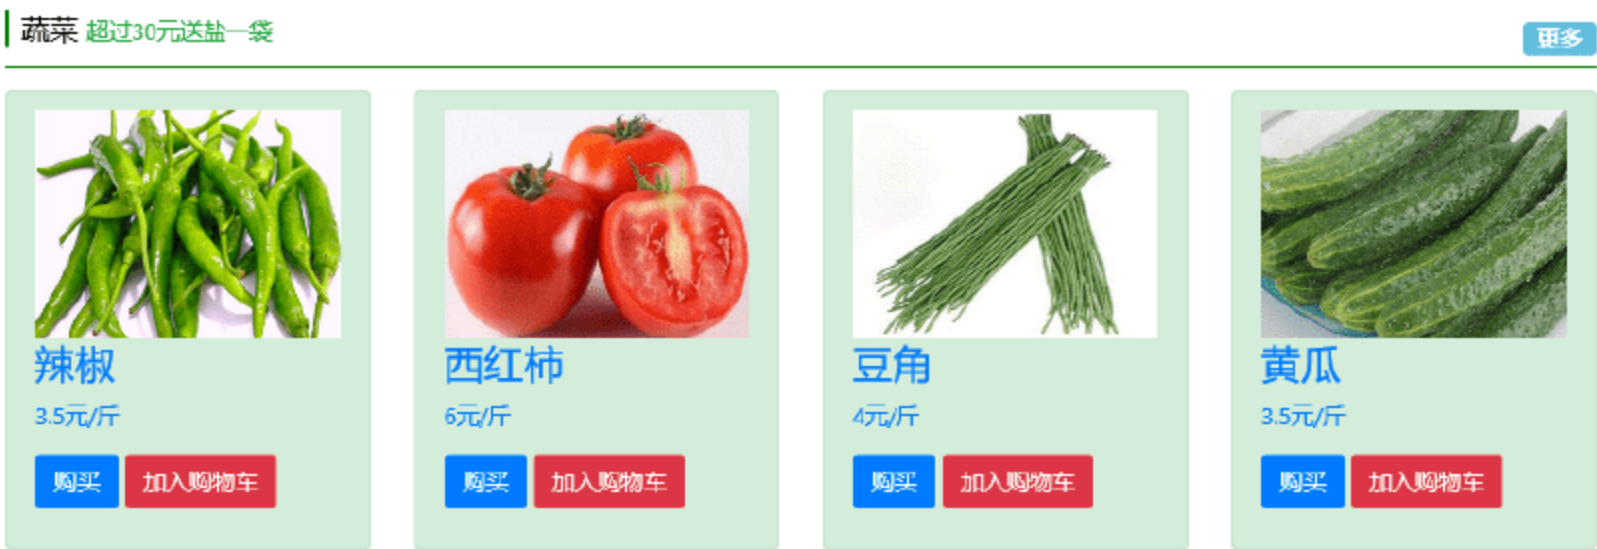 蔬菜 超过30元送盐一袋
更多
辣椒
3.5元/斤
购买 加入购物车
西红柿
6元/斤
购买 加入购物车
豆角
4元/斤
购买 加入购物车
黄瓜
3.5元/斤
购买 加入购物车